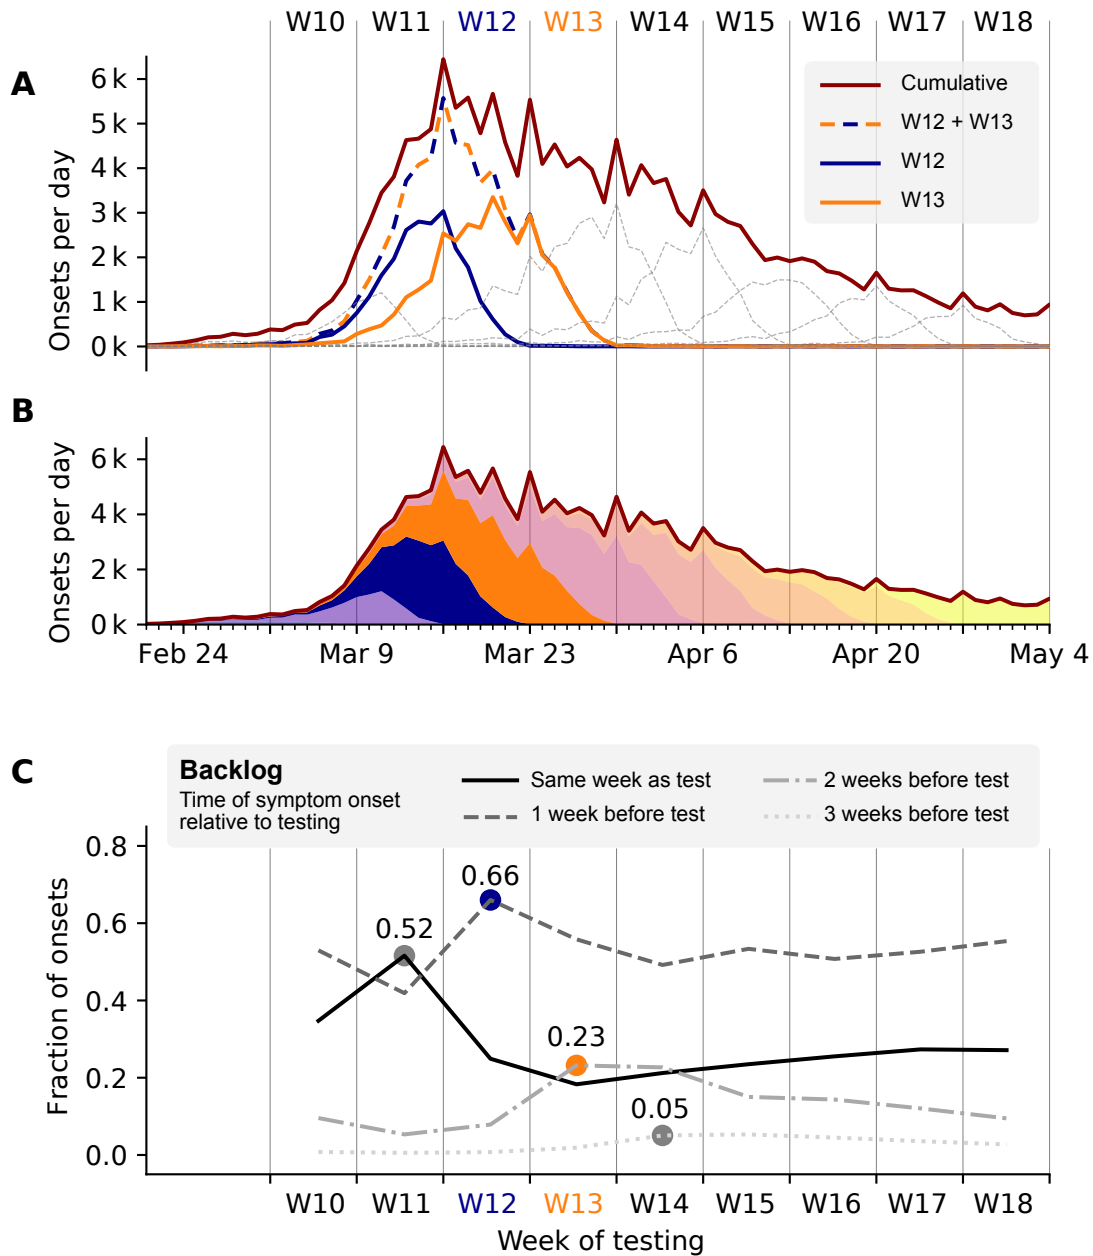 W10 W11 W12 W13 W14 W15 W16 W17 W18
A
6 k
5 k
4 k
3 k
2 k
1 k
0 k
Onsets per day
Cumulative
W12 + W13
W12
W13
B
6 k
4 k
2 k
0 k
Onsets per day
Feb 24 Mar 9 Mar 23 Apr 6 Apr 20 May 4
C
Backlog
Time of symptom onset
relative to testing
Same week as test
1 week before test
2 weeks before test
3 weeks before test
0.8
0.6
0.4
0.2
0.0
Fraction of onsets
0.52
0.66
0.23
0.05
W10 W11 W12 W13 W14 W15 W16 W17 W18
Week of testing